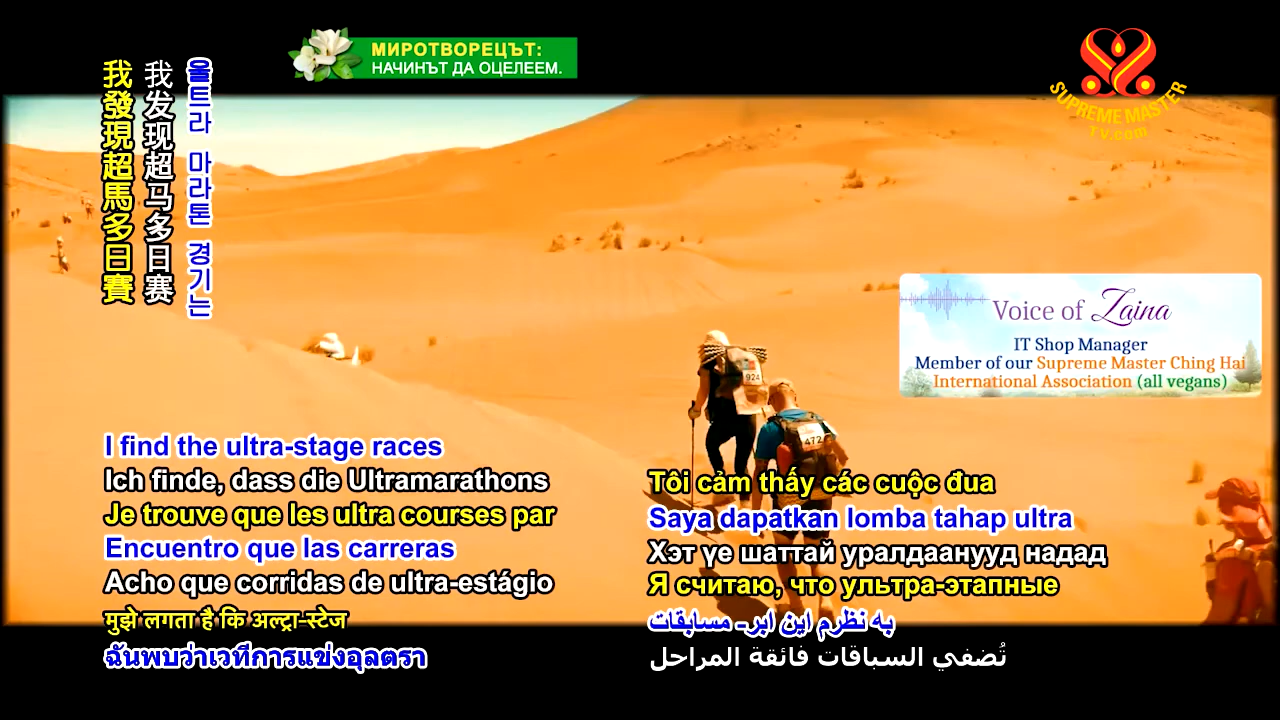 МИРОТВОРЕЦЪТ:
НАЧИНЪТ ДА ОЦЕЛЕЕМ.
SUPREME MASTER
TV.com
我發現超馬多日賽
我发现超马多日赛
울트라 마라톤 경기는
Voice of Zaina
IT Shop Manager
Member of our Supreme Master Ching Hai
International Association (all vegans)
924
472
I find the ultra-stage races
Ich finde, dass die Ultramarathons
Je trouve que les ultra courses par
Encuentro que las carreras
Acho que corridas de ultra-estágio
मुझे लगता है कि अल्ट्रा-स्टेज
ฉันพบว่าเวทีการแข่งอุลตรา
Tôi cảm thấy các cuộc đua
Saya dapatkan lomba tahap ultra
Хэт үе шаттай уралдаанууд надад
Я считаю, что ультра-этапные
به نظرم این ابر- مسابقات
تُضفي السباقات فائقة المراحل